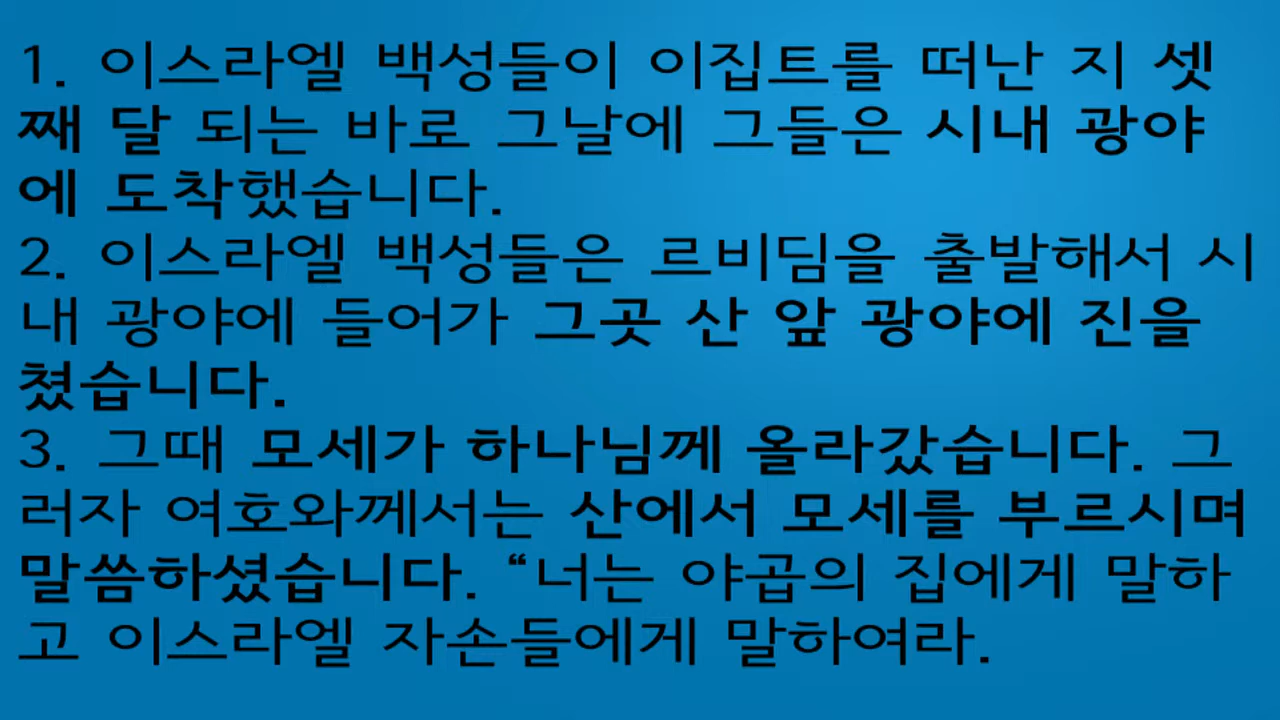 1. 이스라엘 백성들이 이집트를 떠난 지 셋
째 달 되는 바로 그날에 그들은 시내 광야
에 도착했습니다.
2. 이스라엘 백성들은 르비딤을 출발해서 시
내 광야에 들어가 그곳 산 앞 광야에 진을
쳤습니다.
3. 그때 모세가 하나님께 올라갔습니다. 그
러자 여호와께서는 산에서 모세를 부르시며
말씀하셨습니다. “너는 야곱의 집에게 말하
고 이스라엘 자손들에게 말하여라.